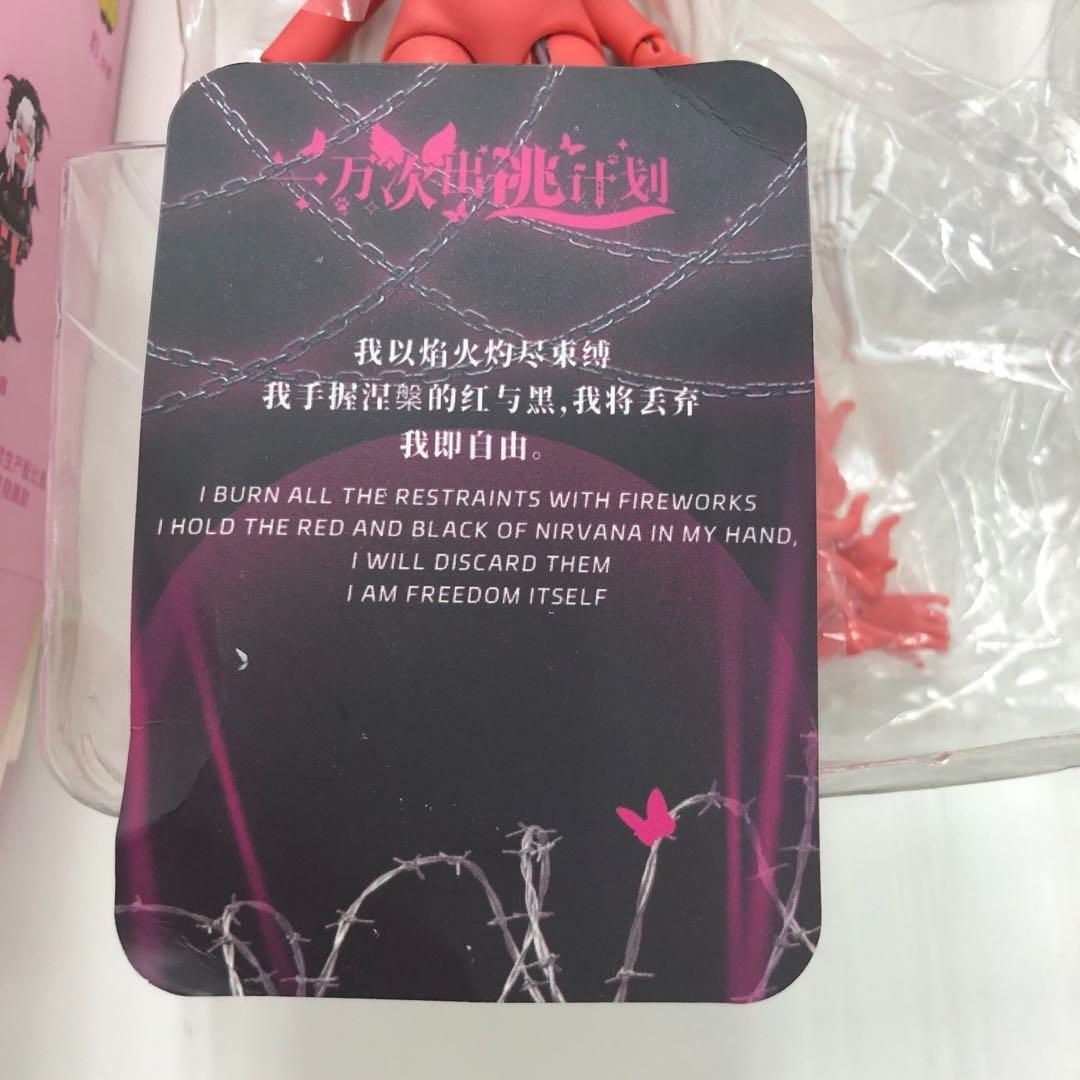 一万次出逃计划
我以焰火灼尽束缚
我手握涅槃的红与黑,我将丢弃
我即自由。
I BURN ALL THE RESTRAINTS WITH FIREWORKS
I HOLD THE RED AND BLACK OF NIRVANA IN MY HAND,
I WILL DISCARD THEM
I AM FREEDOM ITSELF